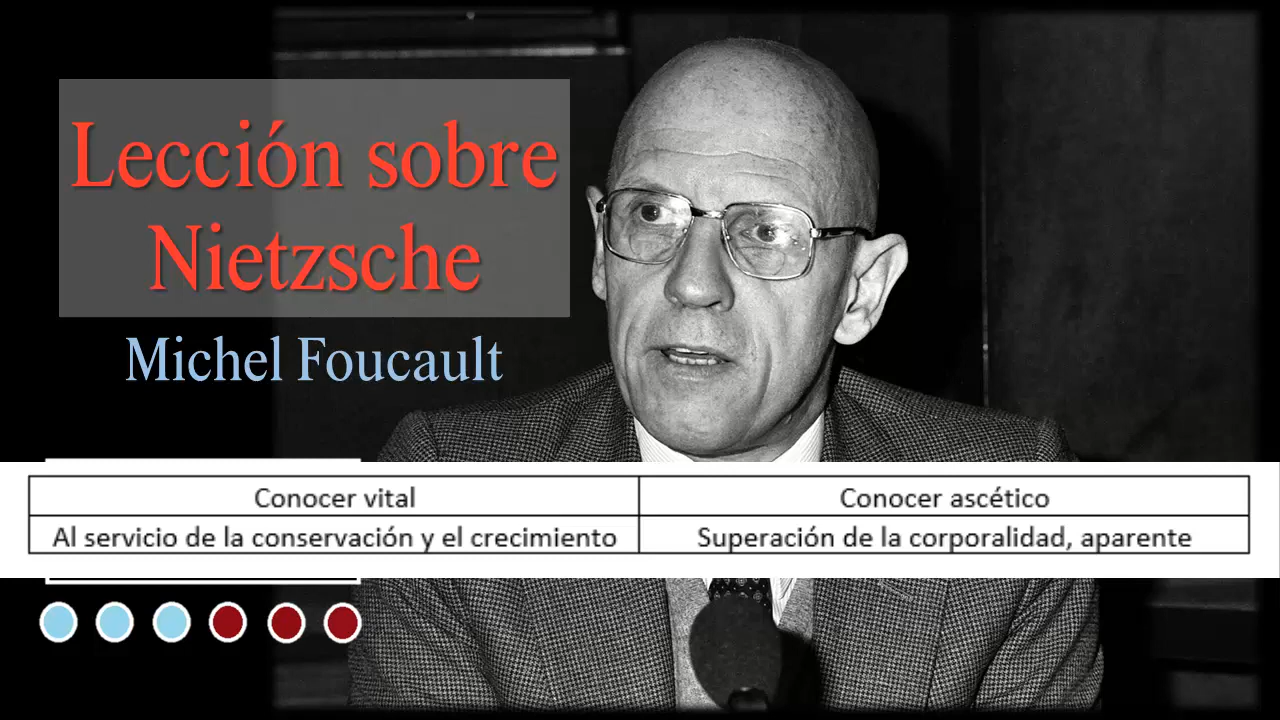 Lección sobre
Nietzsche
Michel Foucault
Conocer vital
Conocer ascético
Al servicio de la conservación y el crecimiento
Superación de la corporalidad, aparente